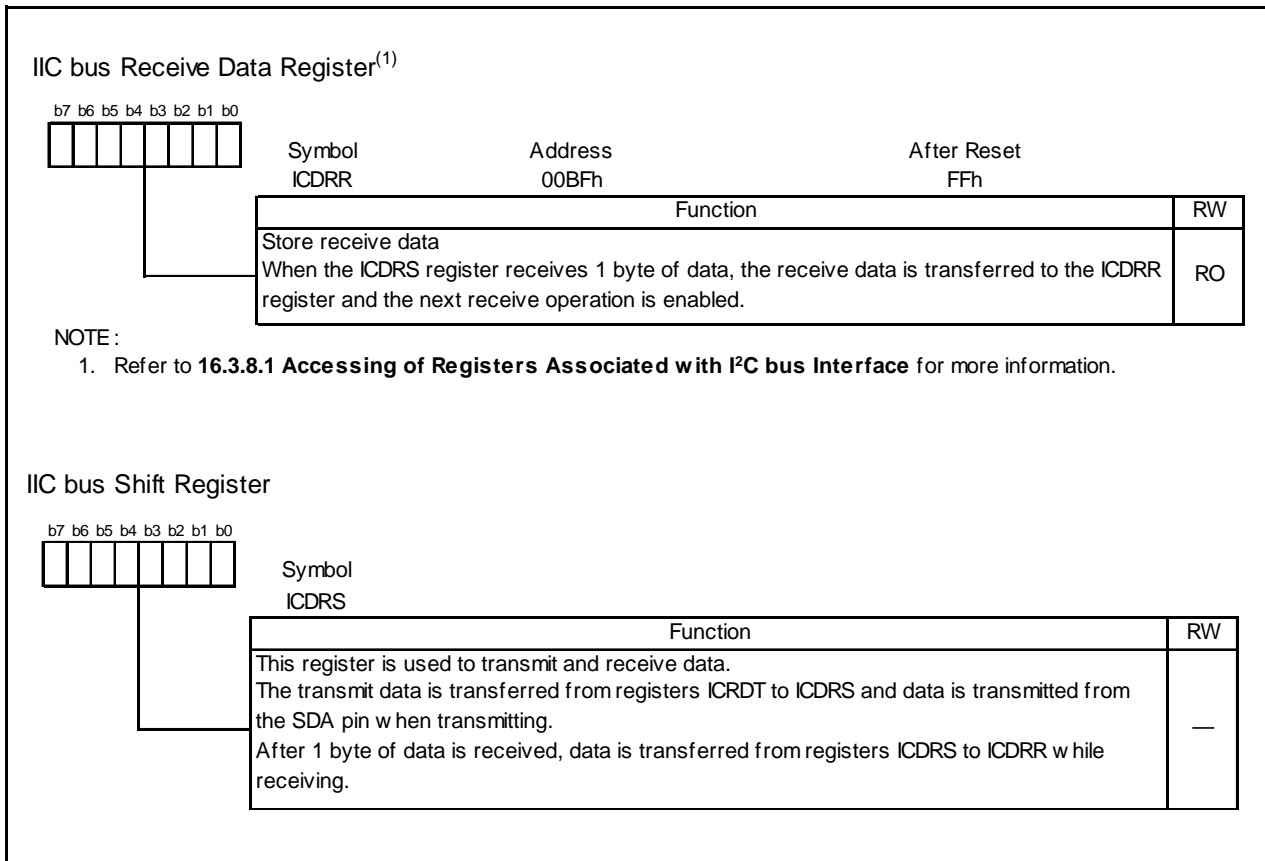 IIC bus Receive Data Register(1)
b7 b6 b5 b4 b3 b2 b1 b0
Symbol Address After Reset
ICDRR 00BFh FFh
Function RW
Store receive data
When the ICDRS register receives 1 byte of data, the receive data is transferred to the ICDRR
register and the next receive operation is enabled.
RO
NOTE :
1. Refer to 16.3.8.1 Accessing of Registers Associated with I²C bus Interface for more information.
IIC bus Shift Register
b7 b6 b5 b4 b3 b2 b1 b0
Symbol
ICDRS
Function RW
This register is used to transmit and receive data.
The transmit data is transferred from registers ICRDT to ICDRS and data is transmitted from
the SDA pin when transmitting.
After 1 byte of data is received, data is transferred from registers ICDRS to ICDRR while
receiving.
—